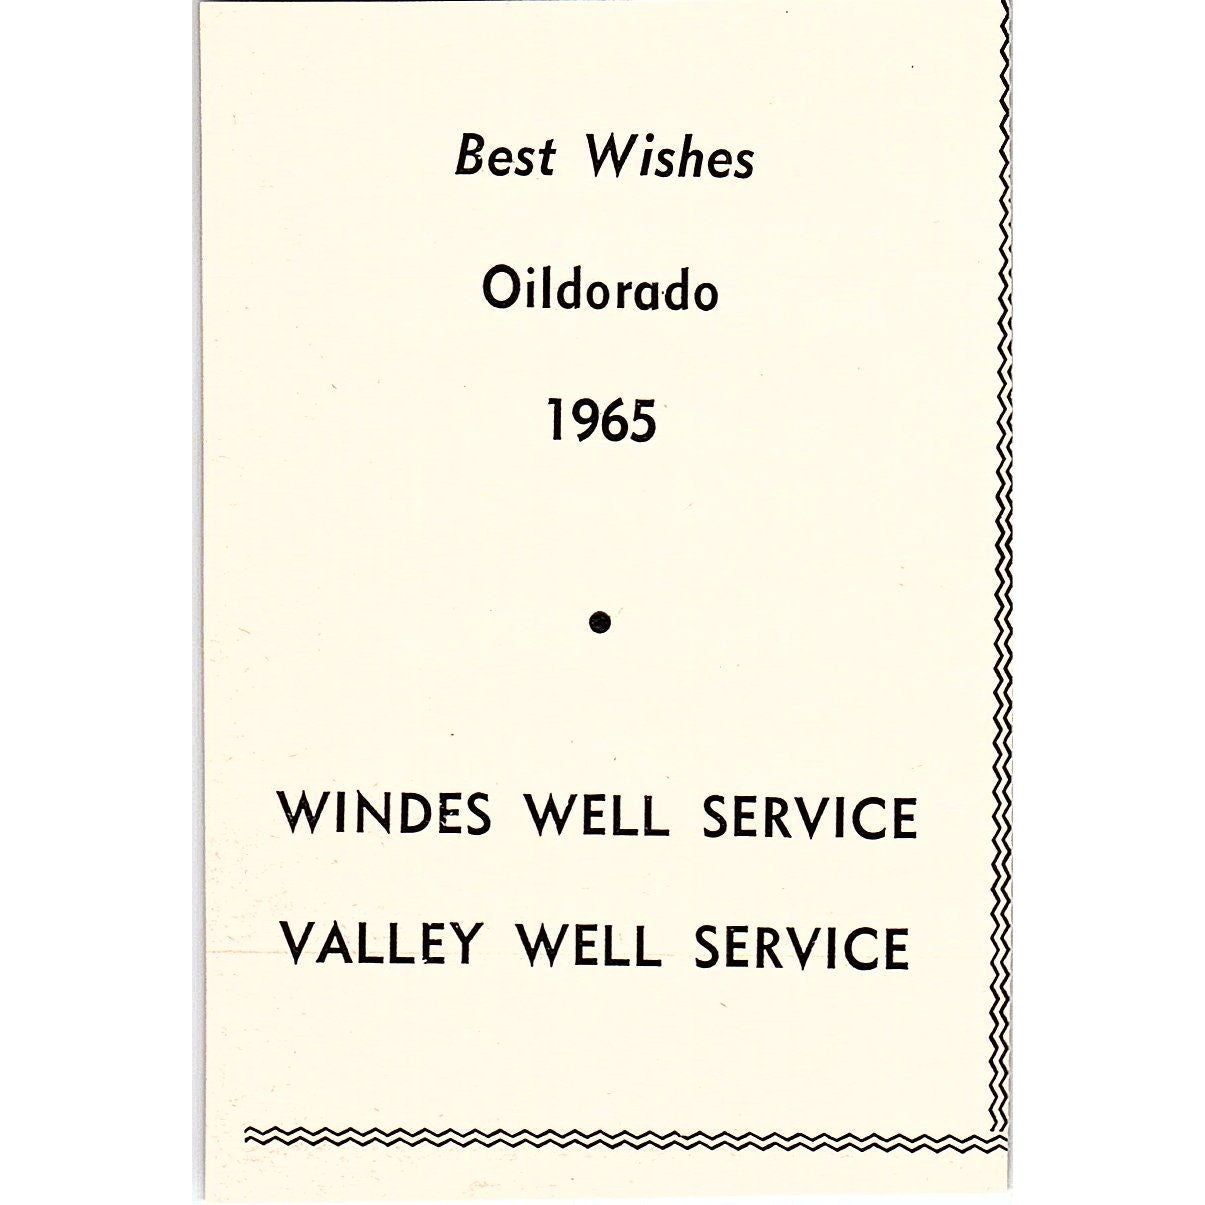 Best Wishes
Oildorado
1965
WINDES WELL SERVICE
VALLEY WELL SERVICE